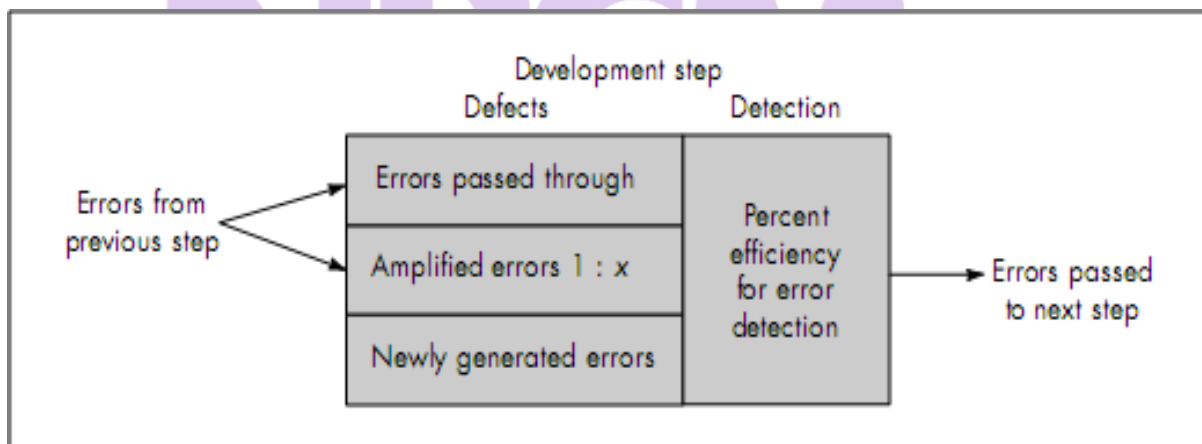 Development step
Defects
Detection
Errors from
previous step
Errors passed through
Amplified errors 1 : x
Newly generated errors
Percent
efficiency
for error
detection
Errors passed
to next step